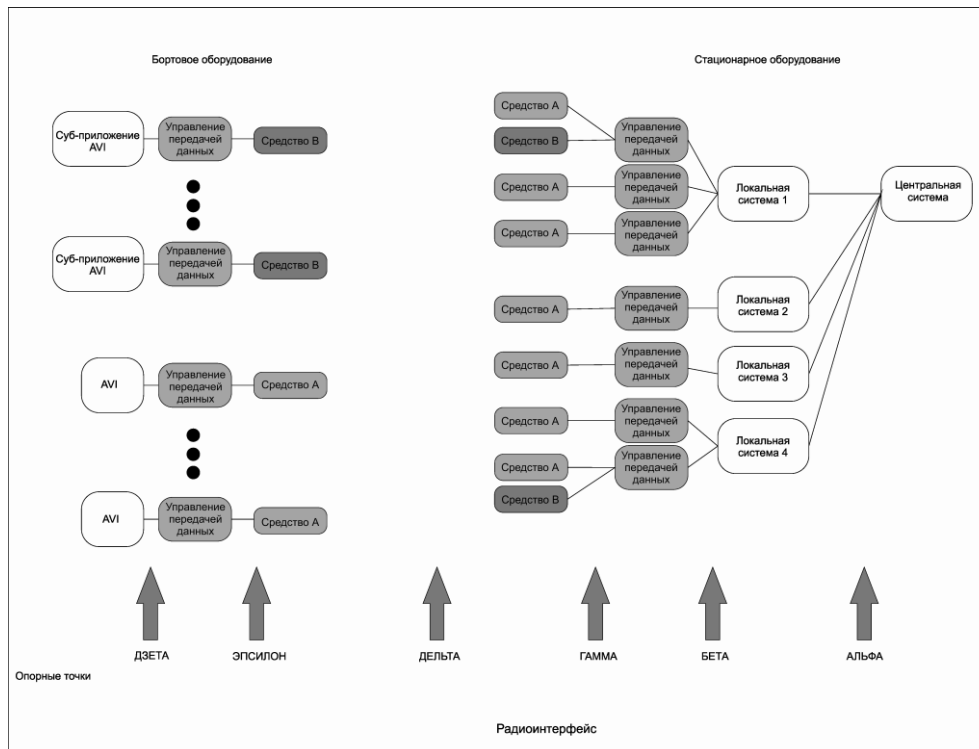 Бортовое оборудование
Стационарное оборудование
Суб-приложение
AVI
Управление
передачей
данных
Средство В
Суб-приложение
AVI
Управление
передачей
данных
Средство В
AVI
Управление
передачей
данных
Средство А
AVI
Управление
передачей
данных
Средство А
Средство А
Средство В
Управление
передачей
данных
Средство А
Управление
передачей
данных
Средство А
Управление
передачей
данных
Локальная
система 1
Центральная
система
Средство А
Управление
передачей
данных
Локальная
система 2
Средство А
Управление
передачей
данных
Локальная
система 3
Средство А
Управление
передачей
данных
Средство А
Средство В
Управление
передачей
данных
Локальная
система 4
ДЗЕТА
ЭПСИЛОН
ДЕЛЬТА
ГАММА
БЕТА
АЛЬФА
Опорные точки
Радиоинтерфейс